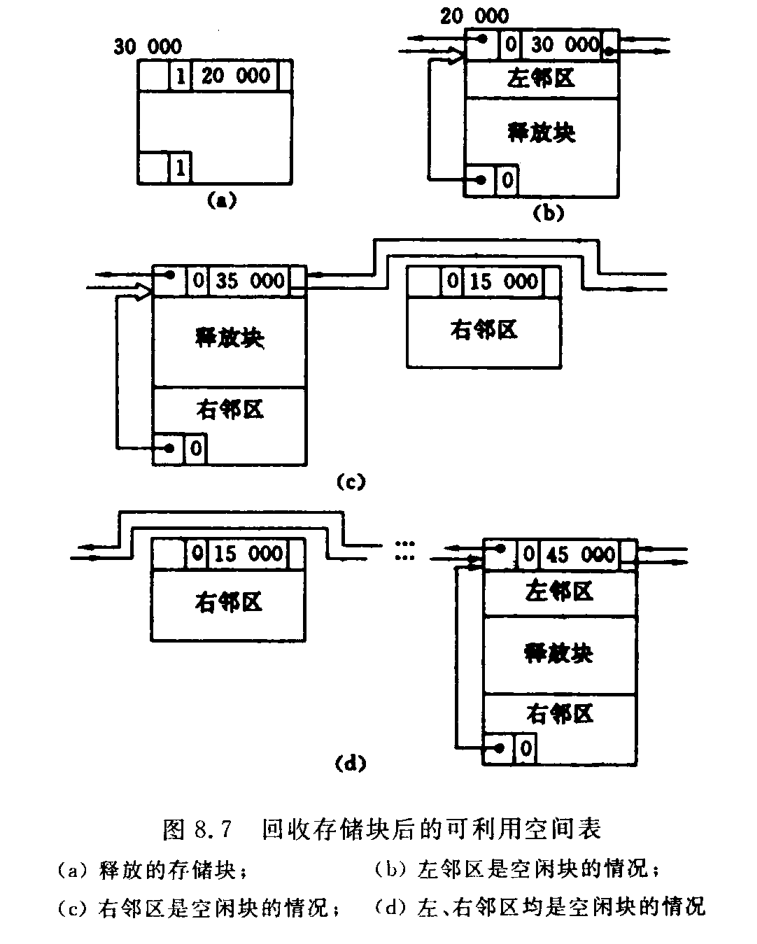 20 000
30 000
1 20 000
1
(a)
0 30 000
左邻区
释放块
0
(b)
0 35 000
释放块
右邻区
0
0 15 000
右邻区
(c)
0 15 000
右邻区
...
...
0 45 000
左邻区
释放块
右邻区
0
(d)
图 8.7 回收存储块后的可利用空间表
(a) 释放的存储块； (b) 左邻区是空闲块的情况；
(c) 右邻区是空闲块的情况； (d) 左、右邻区均是空闲块的情况